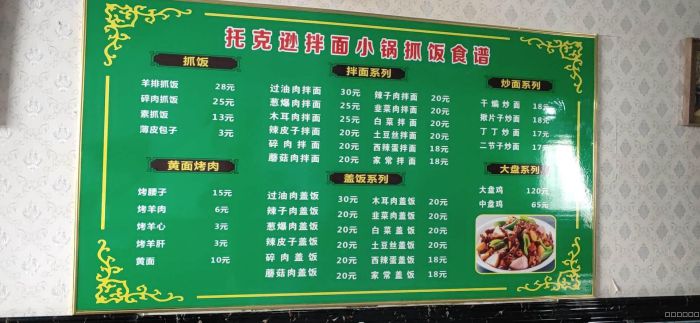 托克逊拌面小锅抓饭食谱
抓饭
羊排抓饭 28元
碎肉抓饭 25元
素抓饭 13元
薄皮包子 3元
黄面烤肉
烤腰子 15元
烤羊肉 6元
烤羊心 3元
烤羊肝 3元
黄面 10元
拌面系列
过油肉拌面 30元 辣子肉拌面 20元
葱爆肉拌面 25元 韭菜肉拌面 20元
木耳肉拌面 25元 白菜拌面 20元
辣皮子拌面 20元 土豆丝拌面 20元
碎肉拌面 20元 西辣蛋拌面 18元
蘑菇肉拌面 20元 家常拌面 18元
盖饭系列
过油肉盖饭 30元 木耳肉盖饭 20元
辣子肉盖饭 20元 韭菜肉盖饭 20元
葱爆肉盖饭 20元 白菜盖饭 20元
辣皮子盖饭 20元 土豆丝盖饭 20元
碎肉盖饭 20元 西辣蛋盖饭 18元
蘑菇肉盖饭 20元 家常盖饭 18元
炒面系列
干煸炒面 18元
揪片子炒面 18元
丁丁炒面 17元
二节子炒面 17元
大盘系列
大盘鸡 120元
中盘鸡 65元